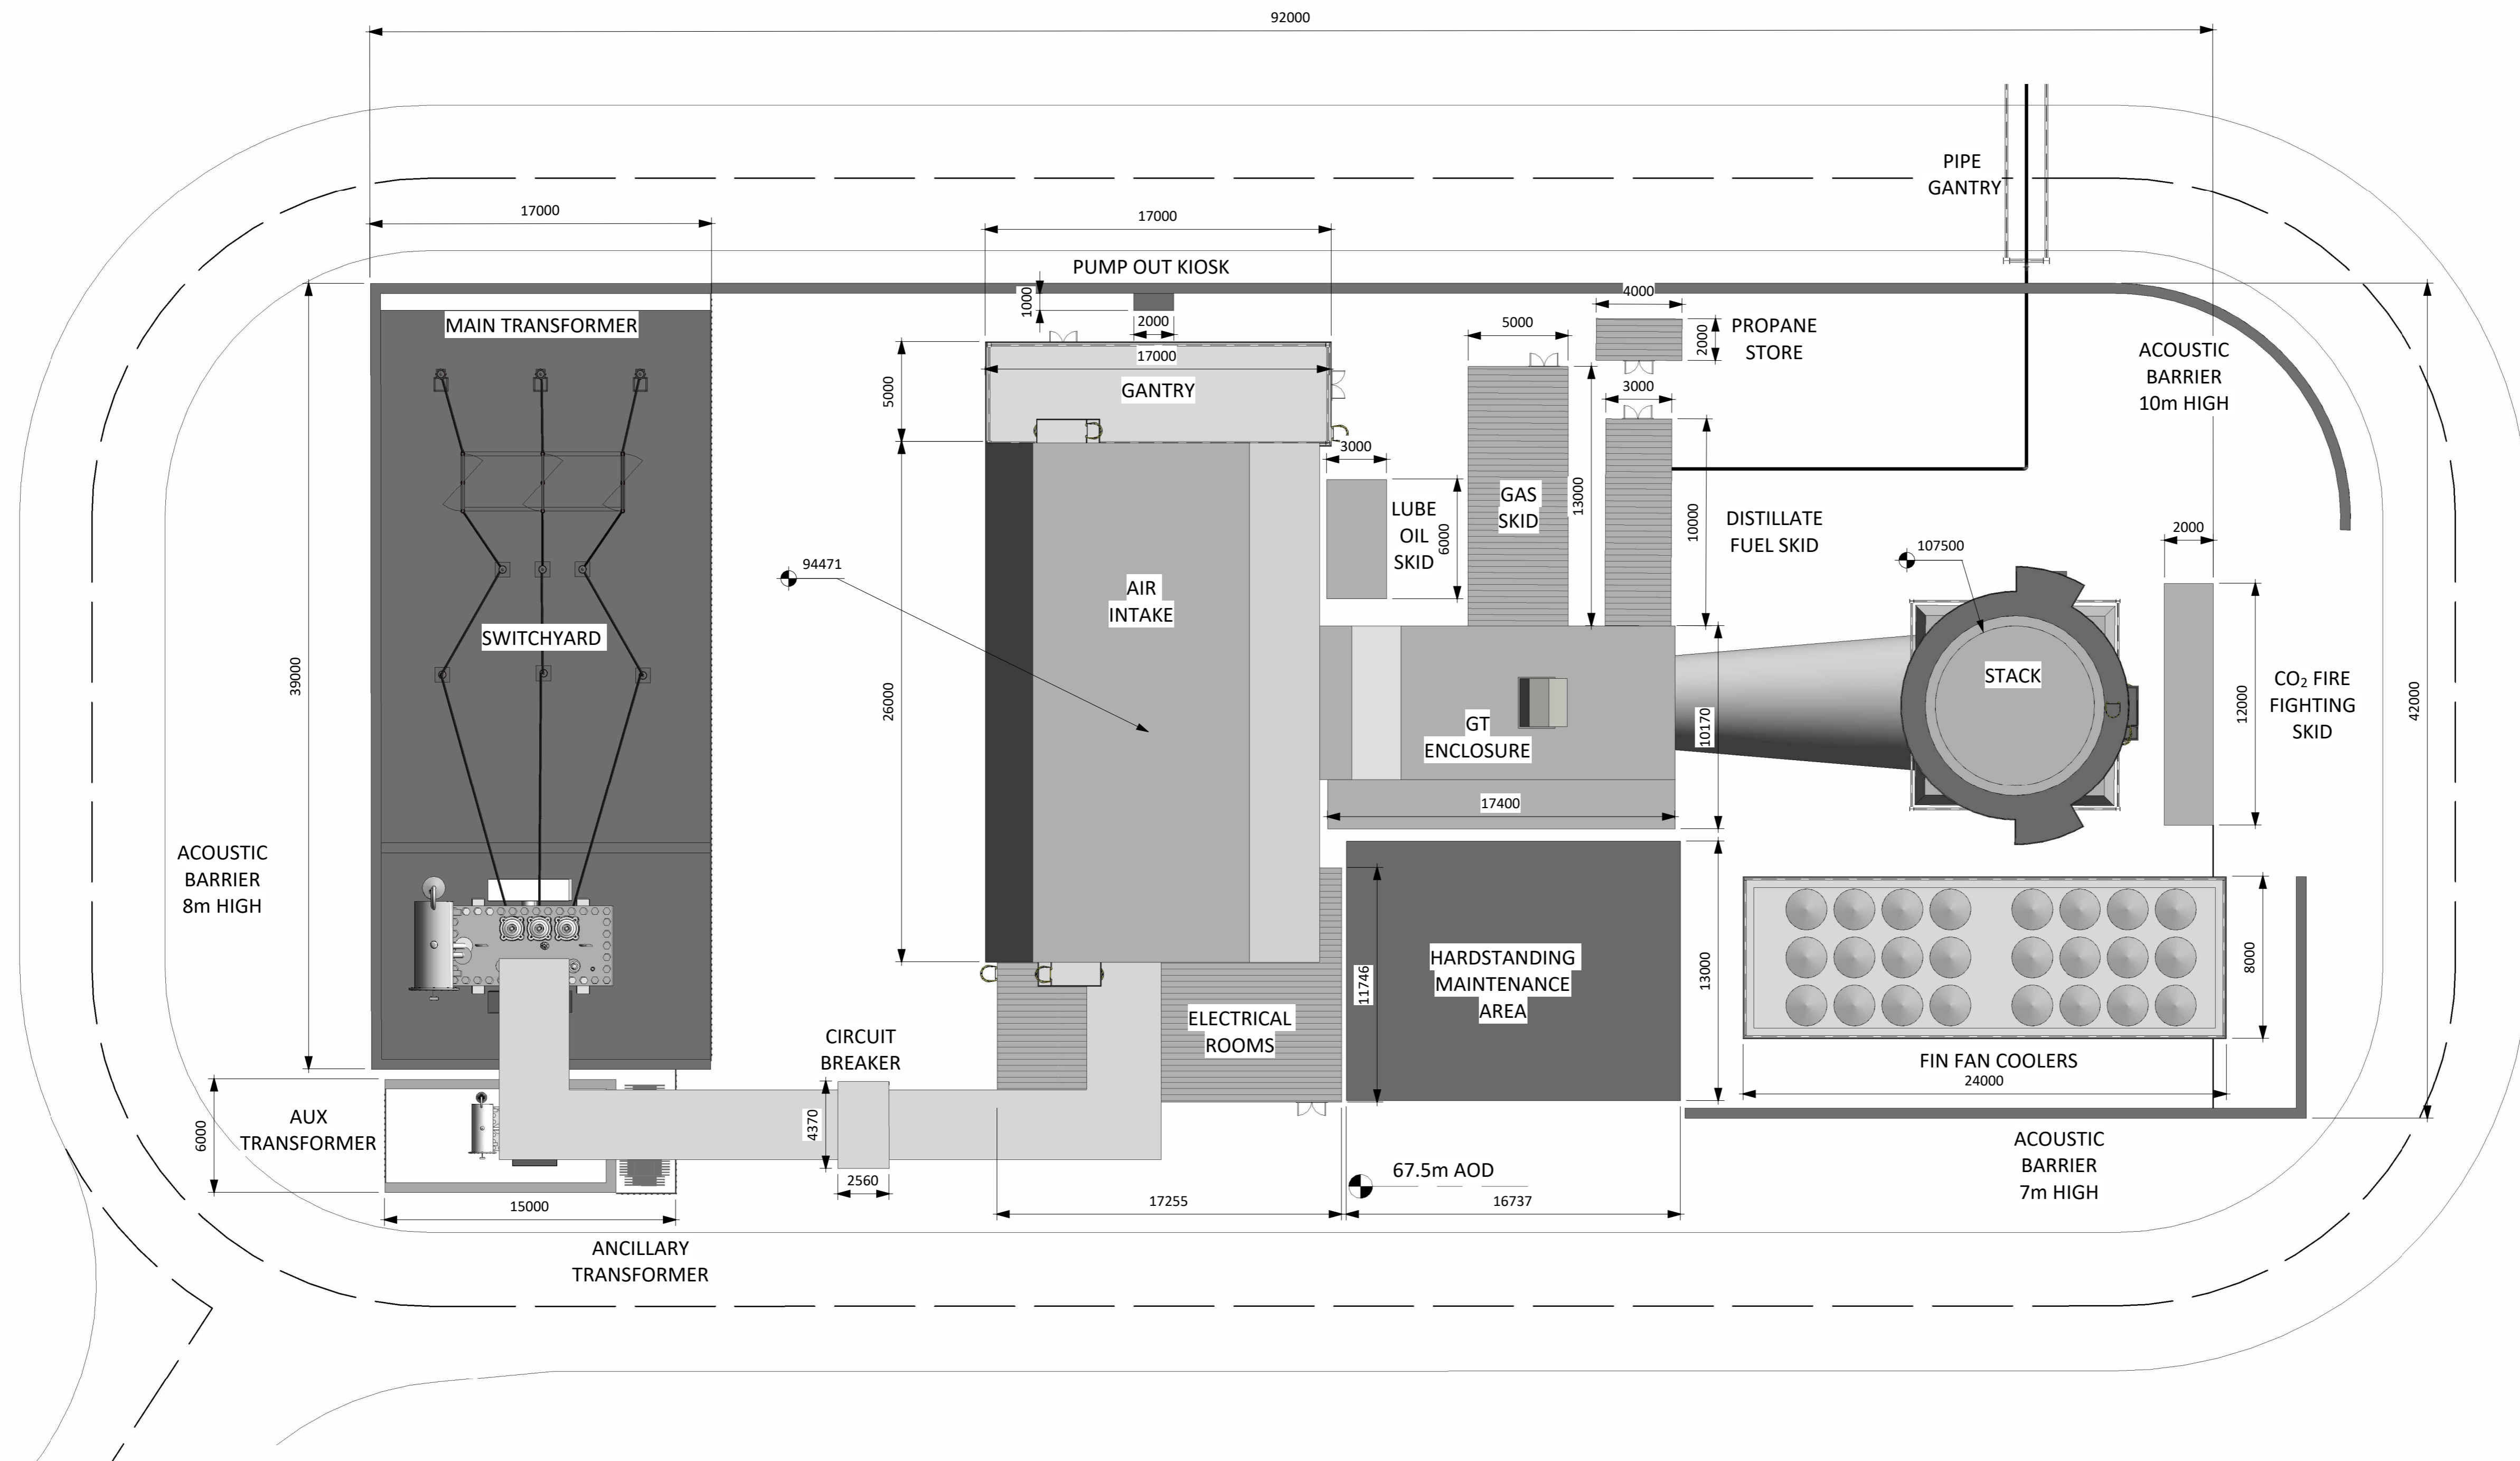 92000
PIPE
GANTRY
17000
17000
PUMP OUT KIOSK
1000
2000
4000
5000
2000
PROPANE
STORE
MAIN TRANSFORMER
17000
GANTRY
5000
3000
ACOUSTIC
BARRIER
10m HIGH
3000
LUBE
OIL
SKID
6000
GAS
SKID
13000
10000
DISTILLATE
FUEL SKID
107500
2000
94471
AIR
INTAKE
SWITCHYARD
39000
26000
STACK
12000
CO₂ FIRE
FIGHTING
SKID
42000
GT
ENCLOSURE
10170
17400
ACOUSTIC
BARRIER
8m HIGH
11746
HARDSTANDING
MAINTENANCE
AREA
13000
8000
ELECTRICAL
ROOMS
CIRCUIT
BREAKER
FIN FAN COOLERS
24000
AUX
TRANSFORMER
6000
4370
2560
15000
17255
67.5m AOD
16737
ACOUSTIC
BARRIER
7m HIGH
ANCILLARY
TRANSFORMER